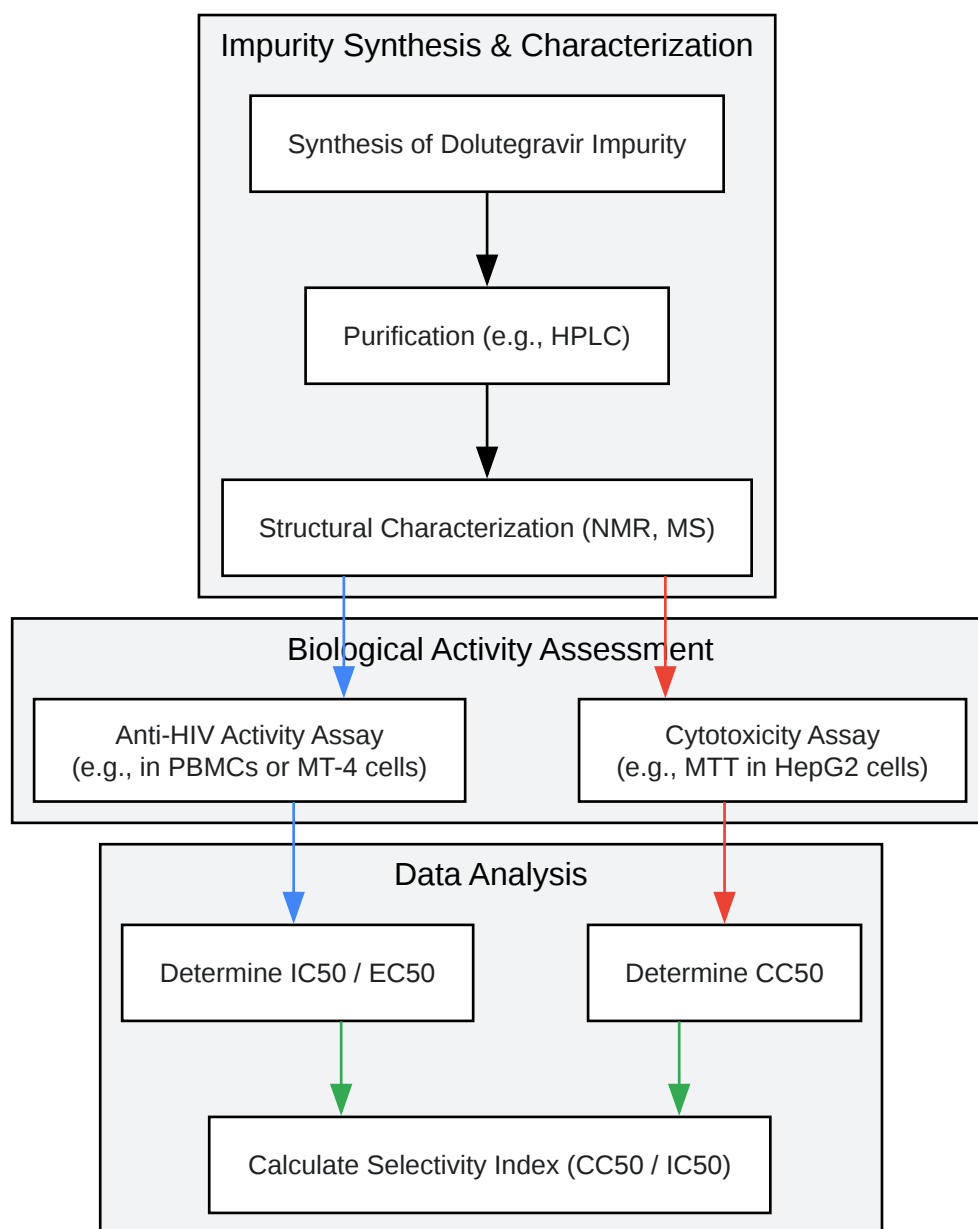 Impurity Synthesis & Characterization
Synthesis of Dolutegravir Impurity
Purification (e.g., HPLC)
Structural Characterization (NMR, MS)
Biological Activity Assessment
Anti-HIV Activity Assay
(e.g., in PBMCs or MT-4 cells)
Cytotoxicity Assay
(e.g., MTT in HepG2 cells)
Data Analysis
Determine IC50 / EC50
Determine CC50
Calculate Selectivity Index (CC50 / IC50)